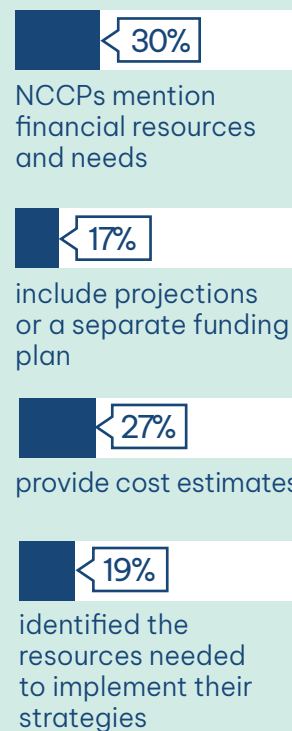 30%
NCCPs mention
financial resources
and needs
17%
include projections
or a separate funding
plan
27%
provide cost estimates
19%
identified the
resources needed
to implement their
strategies